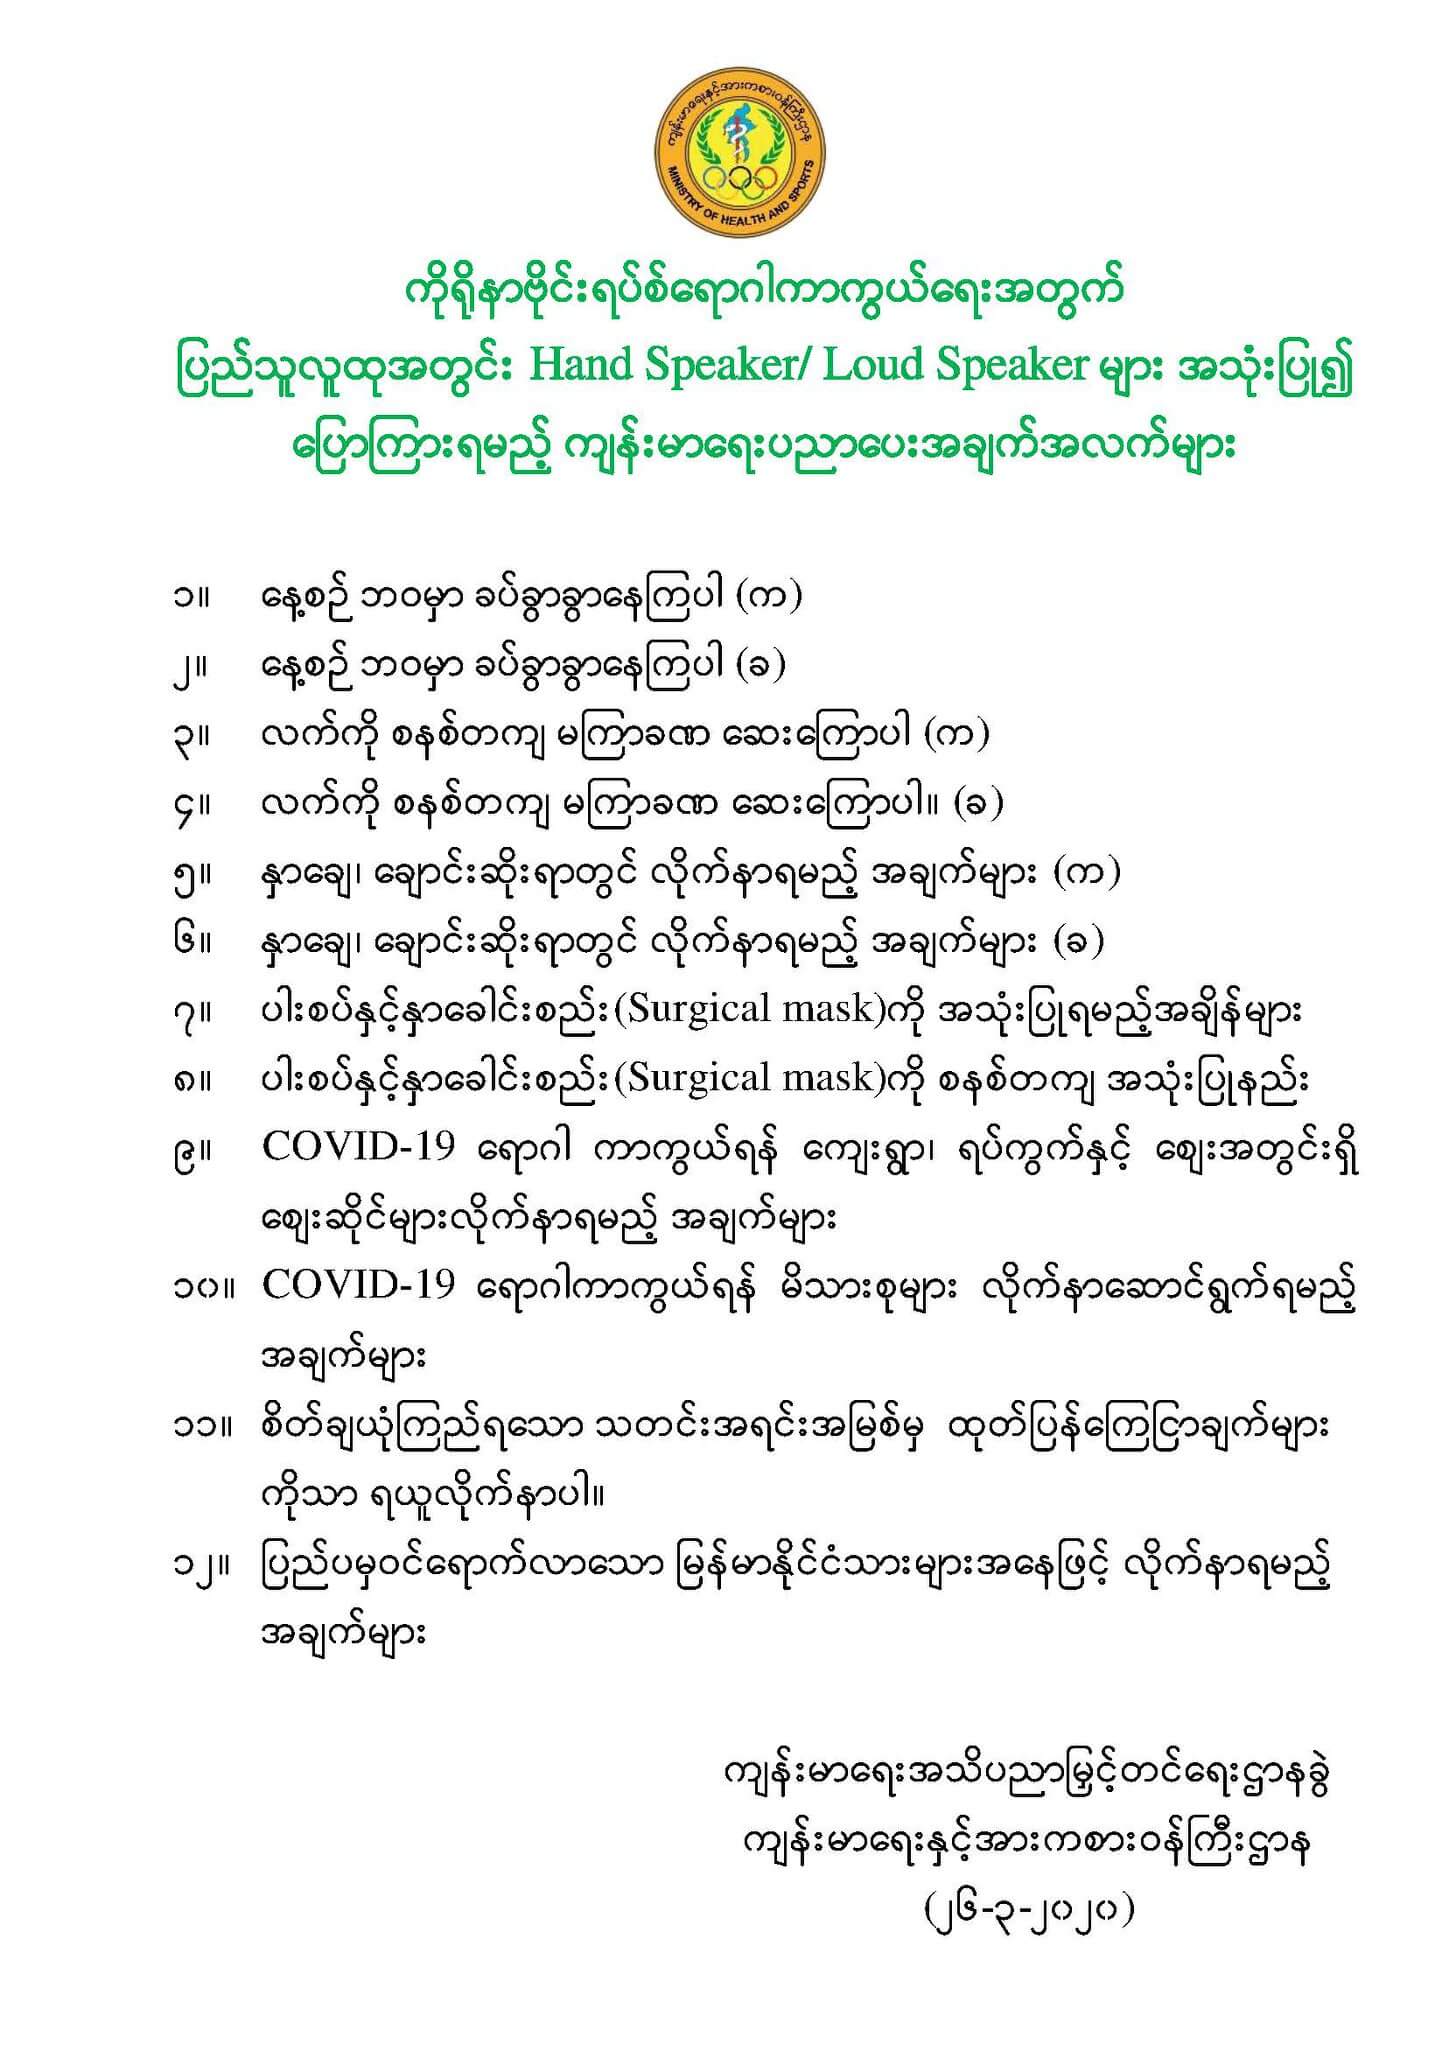 ကျန်းမာရေးနှင့်အားကစားဝန်ကြီးဌာန
MINISTRY OF HEALTH AND SPORTS
ကိုရိုနာဗိုင်းရပ်စ်ရောဂါကာကွယ်ရေးအတွက်
ပြည်သူလူထုအတွင်း Hand Speaker/ Loud Speaker များ အသုံးပြု၍
ပြောကြားရမည့် ကျန်းမာရေးပညာပေးအချက်အလက်များ
၁။ နေ့စဉ် ဘဝမှာ ခပ်ခွာခွာနေကြပါ (က)
၂။ နေ့စဉ် ဘဝမှာ ခပ်ခွာခွာနေကြပါ (ခ)
၃။ လက်ကို စနစ်တကျ မကြာခဏ ဆေးကြောပါ (က)
၄။ လက်ကို စနစ်တကျ မကြာခဏ ဆေးကြောပါ။ (ခ)
၅။ နှာချေ၊ ချောင်းဆိုးရာတွင် လိုက်နာရမည့် အချက်များ (က)
၆။ နှာချေ၊ ချောင်းဆိုးရာတွင် လိုက်နာရမည့် အချက်များ (ခ)
၇။ ပါးစပ်နှင့်နှာခေါင်းစည်း(Surgical mask)ကို အသုံးပြုရမည့်အချိန်များ
၈။ ပါးစပ်နှင့်နှာခေါင်းစည်း(Surgical mask)ကို စနစ်တကျ အသုံးပြုနည်း
၉။ COVID-19 ရောဂါ ကာကွယ်ရန် ကျေးရွာ၊ ရပ်ကွက်နှင့် ဈေးအတွင်းရှိ
ဈေးဆိုင်များလိုက်နာရမည့် အချက်များ
၁၀။ COVID-19 ရောဂါကာကွယ်ရန် မိသားစုများ လိုက်နာဆောင်ရွက်ရမည့်
အချက်များ
၁၁။ စိတ်ချယုံကြည်ရသော သတင်းအရင်းအမြစ်မှ ထုတ်ပြန်ကြေငြာချက်များ
ကိုသာ ရယူလိုက်နာပါ။
၁၂။ ပြည်ပမှဝင်ရောက်လာသော မြန်မာနိုင်ငံသားများအနေဖြင့် လိုက်နာရမည့်
အချက်များ
ကျန်းမာရေးအသိပညာမြှင့်တင်ရေးဌာနခွဲ
ကျန်းမာရေးနှင့်အားကစားဝန်ကြီးဌာန
(၂၆-၃-၂၀၂၀)